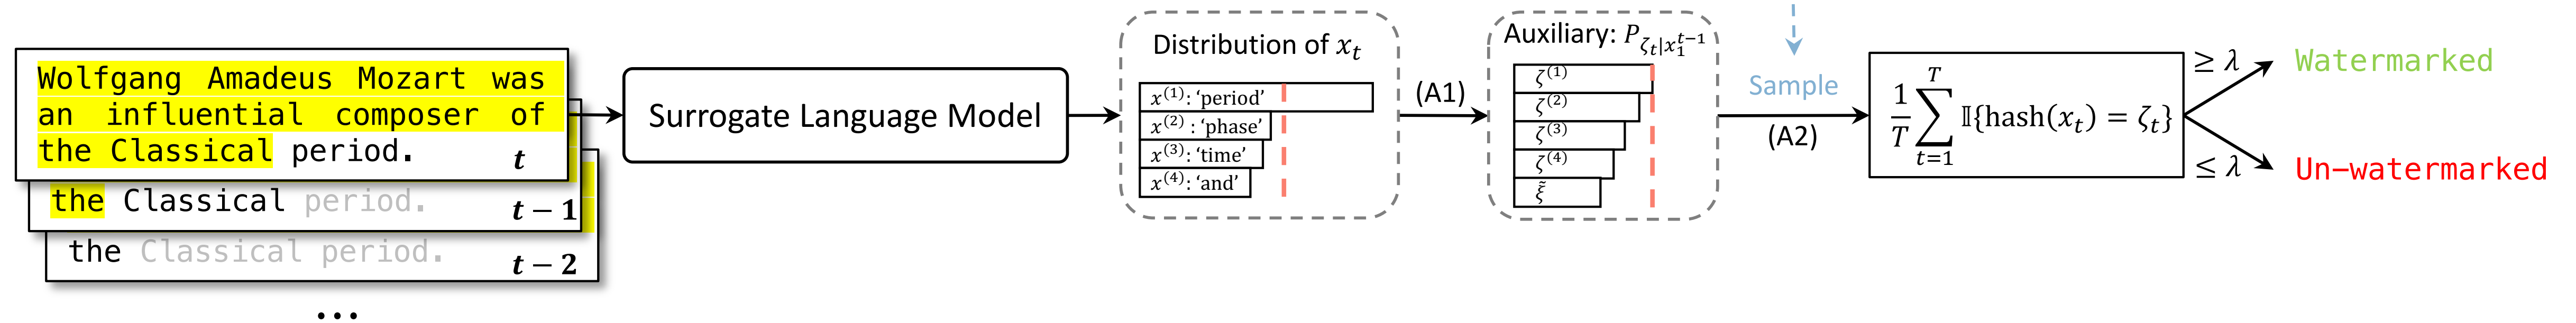 Wolfgang Amadeus Mozart was
an influential composer of
the Classical period.
t
the Classical period.
t − 1
the Classical period.
t − 2
...
Surrogate Language Model
Distribution of x_t
x^(1): ‘period’
x^(2) : ‘phase’
x^(3): ‘time’
x^(4): ‘and’
(A1)
Auxiliary: P_{ζ_t|x_1^{t−1}}
ζ^(1)
ζ^(2)
ζ^(3)
ζ^(4)
ξ̃
Sample
(A2)
1/T ∑_{t=1}^{T} 𝕀{hash(x_t) = ζ_t}
≥ λ
Watermarked
≤ λ
Un-watermarked